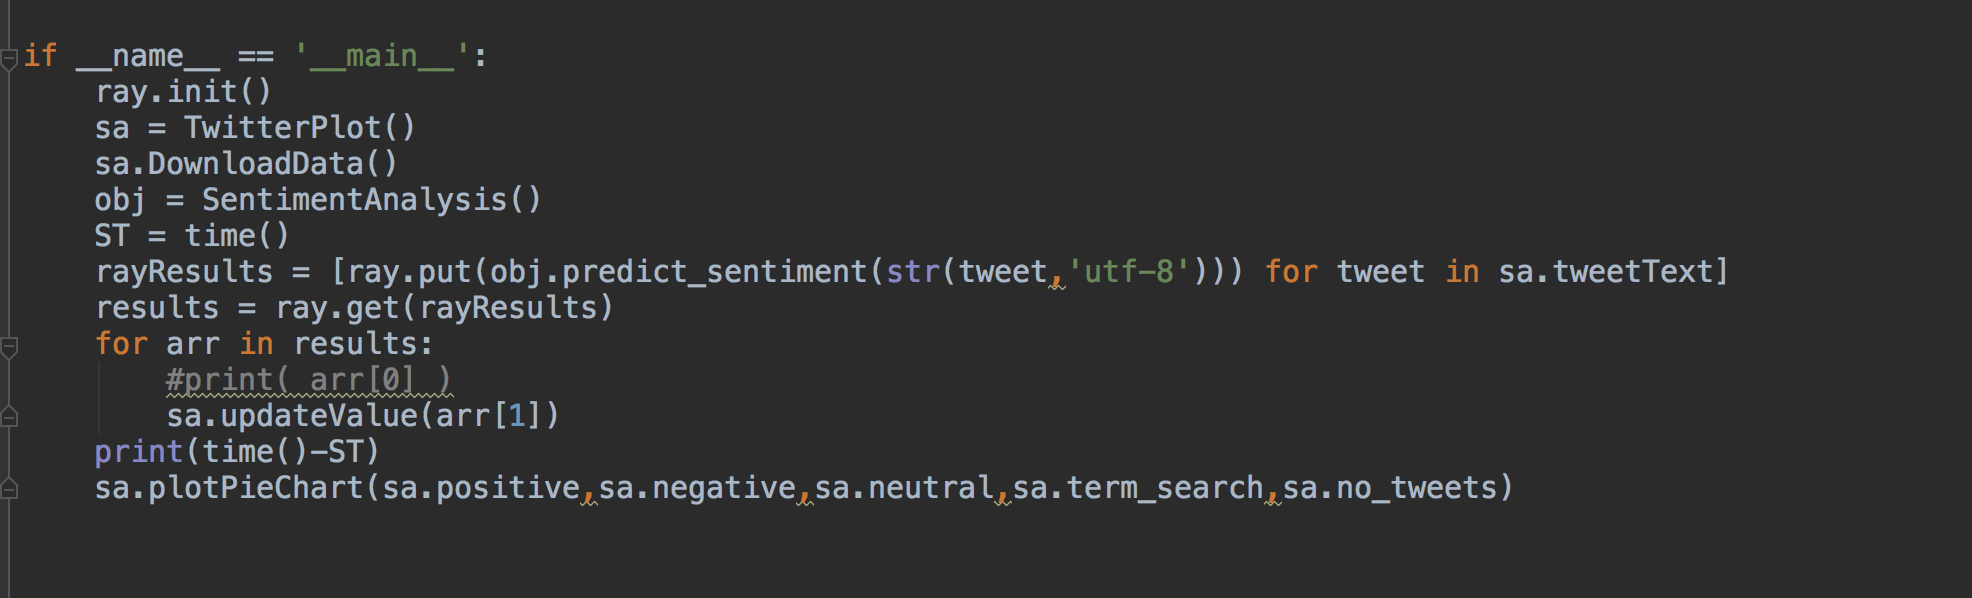 if __name__ == '__main__':
    ray.init()
    sa = TwitterPlot()
    sa.DownloadData()
    obj = SentimentAnalysis()
    ST = time()
    rayResults = [ray.put(obj.predict_sentiment(str(tweet,'utf-8'))) for tweet in sa.tweetText]
    results = ray.get(rayResults)
    for arr in results:
        #print( arr[0] )
        sa.updateValue(arr[1])
    print(time()-ST)
    sa.plotPieChart(sa.positive,sa.negative,sa.neutral,sa.term_search,sa.no_tweets)